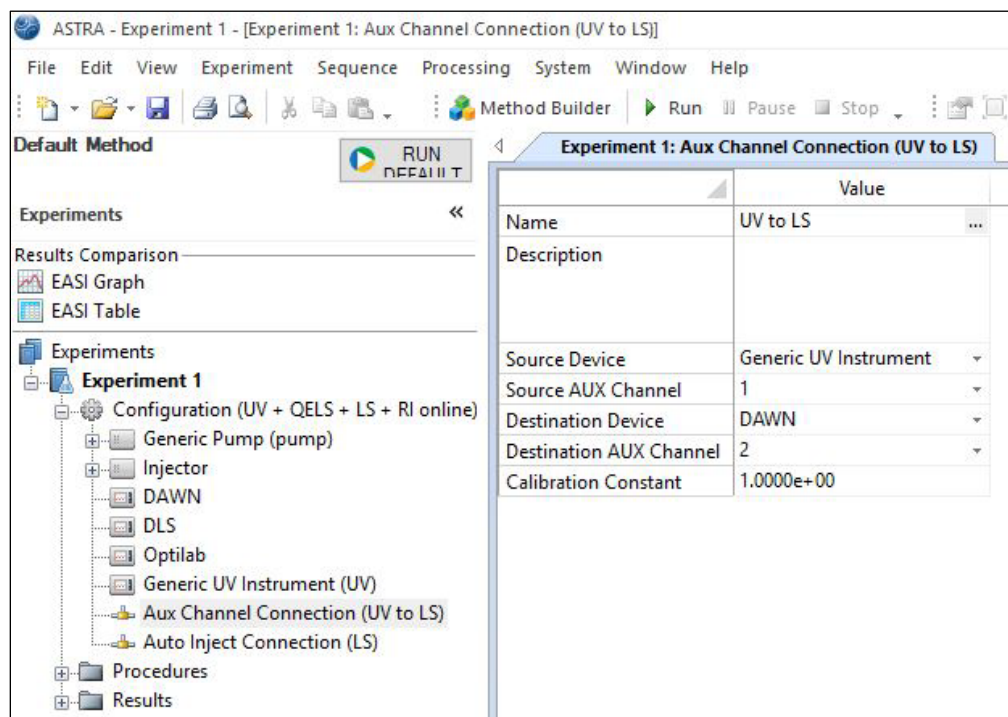 ASTRA - Experiment 1 - [Experiment 1: Aux Channel Connection (UV to LS)]
File Edit View Experiment Sequence Processing System Window Help
Method Builder Run Pause Stop
Default Method
RUN
DEFAULT
Experiments
Results Comparison
EASI Graph
EASI Table
Experiments
Experiment 1
Configuration (UV + QELS + LS + RI online)
Generic Pump (pump)
Injector
DAWN
DLS
Optilab
Generic UV Instrument (UV)
Aux Channel Connection (UV to LS)
Auto Inject Connection (LS)
Procedures
Results
Experiment 1: Aux Channel Connection (UV to LS)
Value
Name UV to LS ...
Description
Source Device Generic UV Instrument
Source AUX Channel 1
Destination Device DAWN
Destination AUX Channel 2
Calibration Constant 1.0000e+00